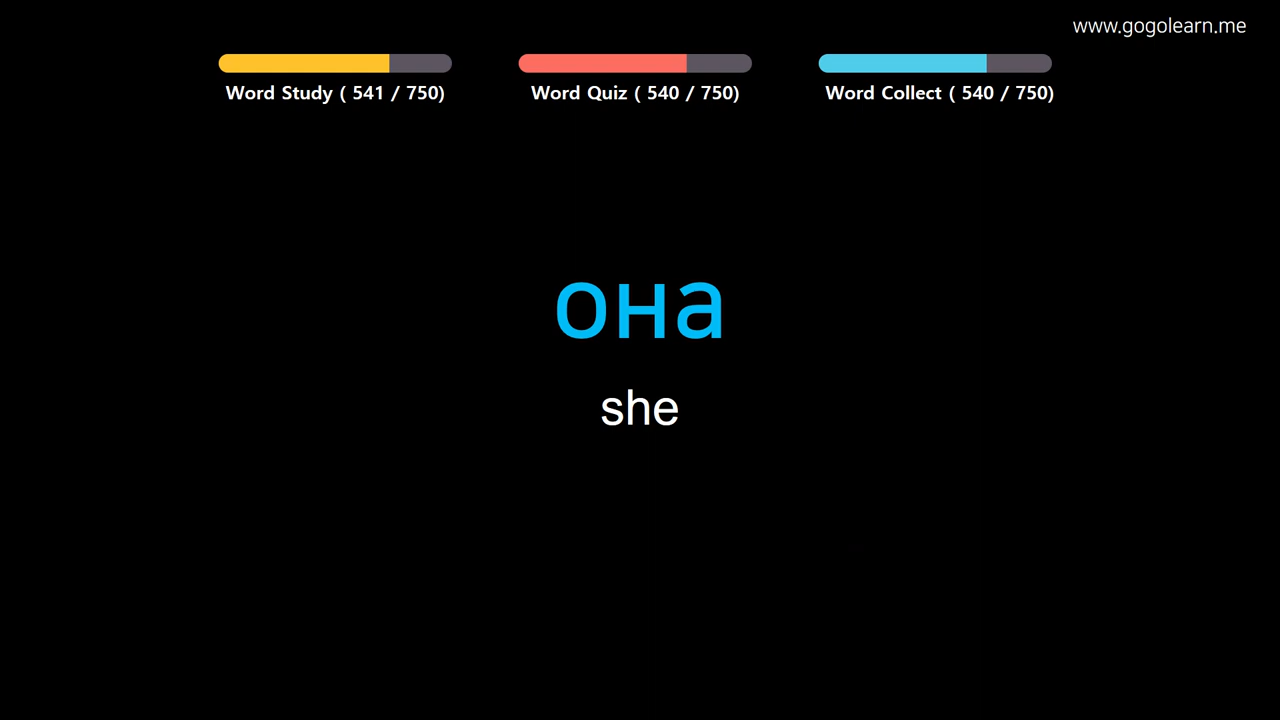 www.gogolearn.me
Word Study ( 541 / 750)
Word Quiz ( 540 / 750)
Word Collect ( 540 / 750)
она
she